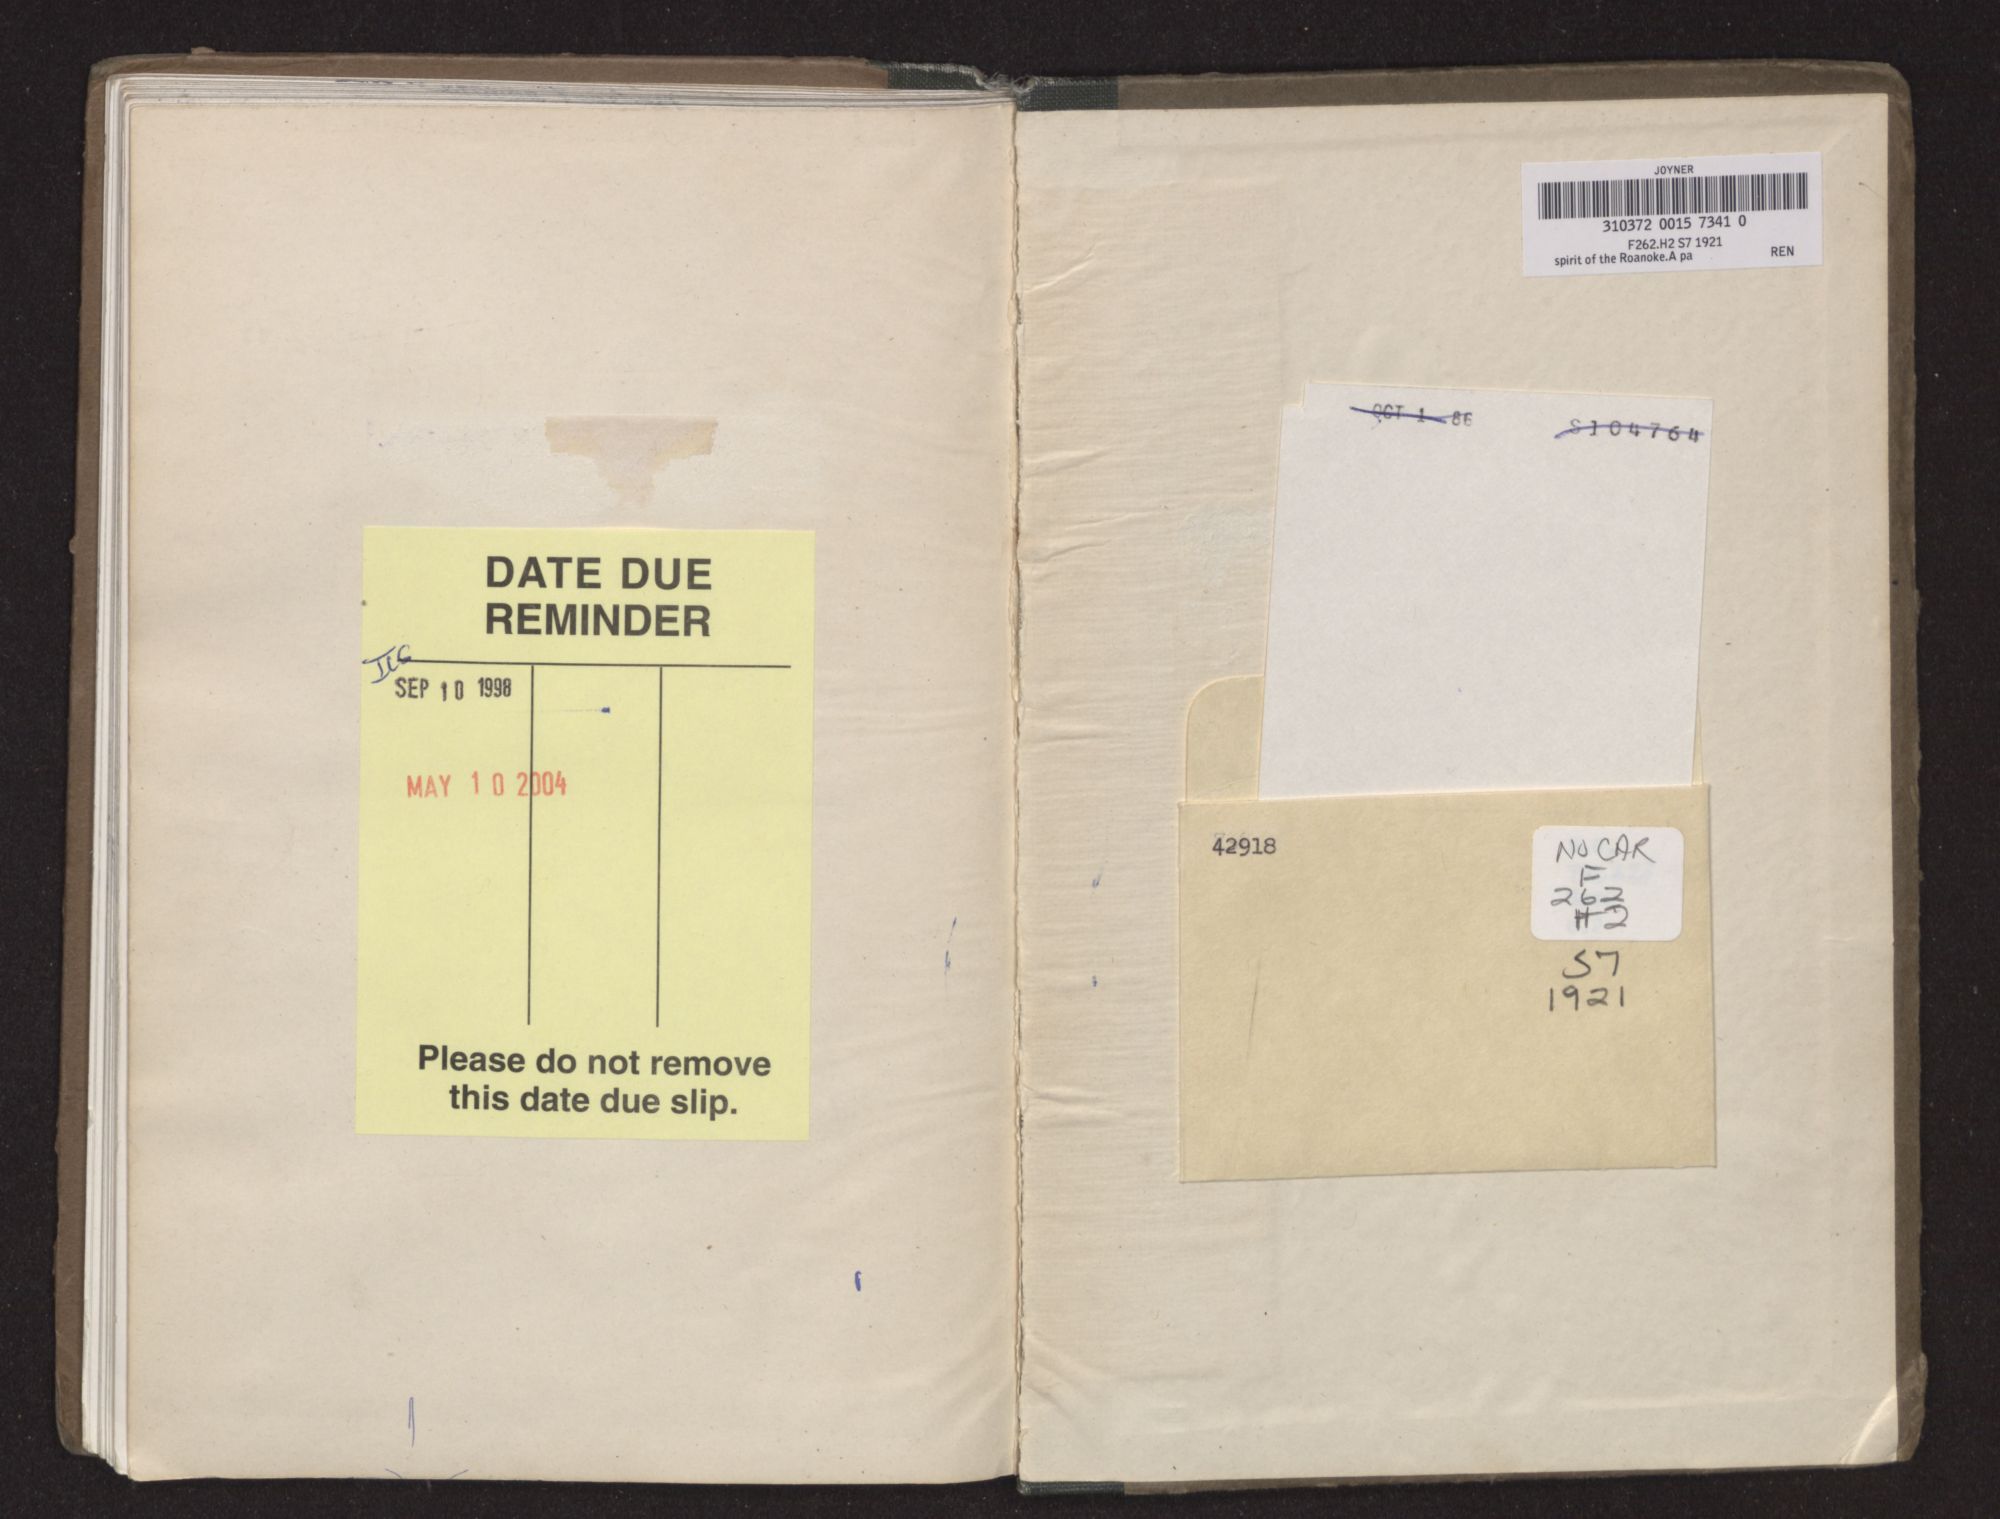 DATE DUE
REMINDER
SEP 10 1998
MAY 10 2004
Please do not remove
this date due slip.
JOYNER
310372 0015 7341 0
F262.H2 S7 1921
spirit of the Roanoke.A pa
REN
OCT 1 86
S104764
42918
NOCAR
F
262
H2
S7
1921